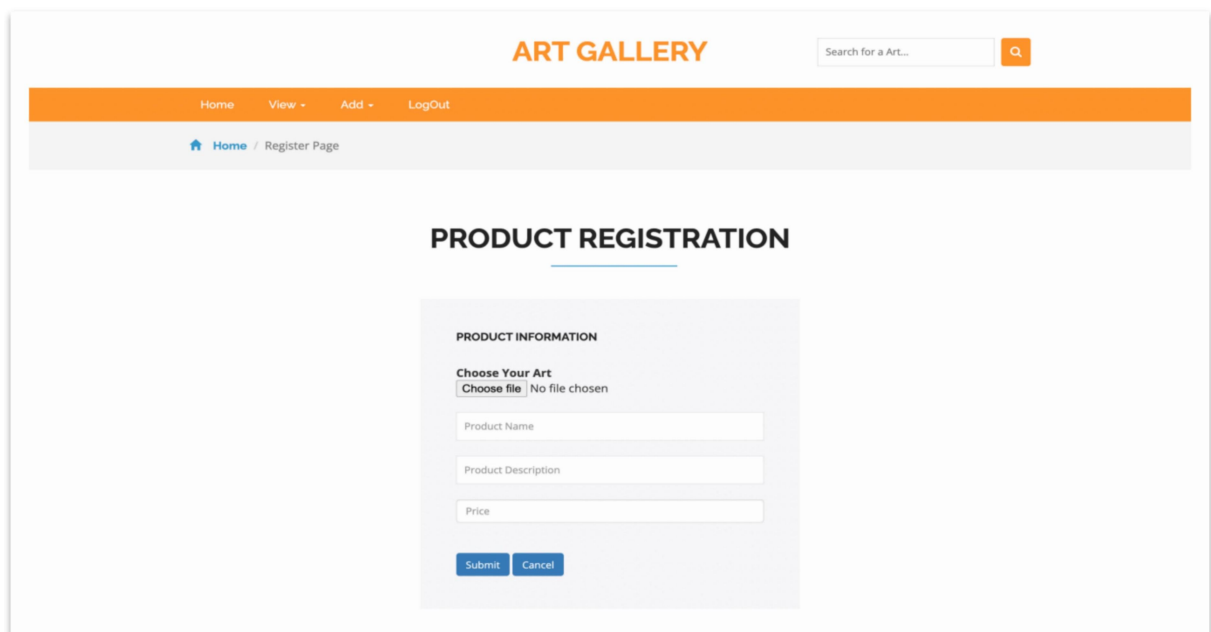 ART GALLERY
Search for a Art...
Home View Add LogOut
Home / Register Page
PRODUCT REGISTRATION
PRODUCT INFORMATION
Choose Your Art
Choose file No file chosen
Product Name
Product Description
Price
Submit Cancel